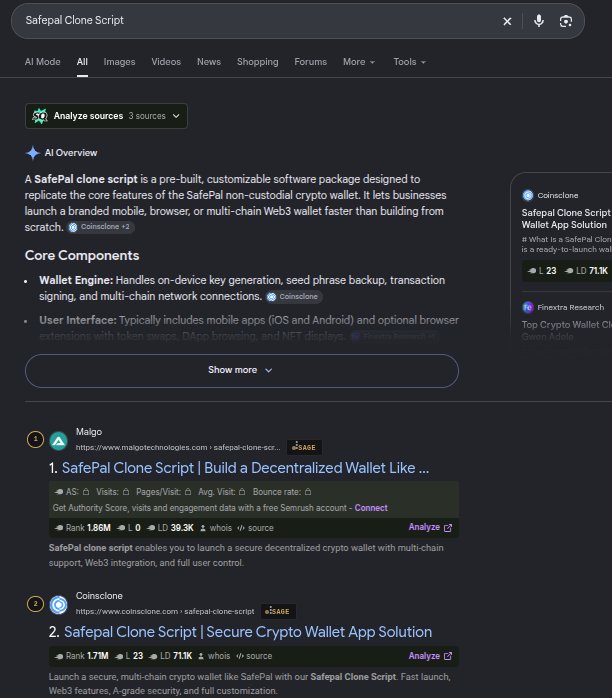 Safepal Clone Script
AI Mode All Images Videos News Shopping Forums More Tools
Analyze sources 3 sources
AI Overview
A SafePal clone script is a pre-built, customizable software package designed to
replicate the core features of the SafePal non-custodial crypto wallet. It lets businesses
launch a branded mobile, browser, or multi-chain Web3 wallet faster than building from
scratch. Coinsclone +2
Core Components
• Wallet Engine: Handles on-device key generation, seed phrase backup, transaction
signing, and multi-chain network connections. Coinsclone
• User Interface: Typically includes mobile apps (iOS and Android) and optional browser
extensions with token swaps, DApp browsing, and NFT displays. Finextra Research
Show more
Coinsclone
Safepal Clone Script
Wallet App Solution
# What Is a SafePal Clon
is a ready-to-launch wal
L 23 LD 71.1K
Finextra Research
Top Crypto Wallet Cl
Gwen Adele
1 Malgo
https://www.malgotechnologies.com › safepal-clone-scr... SAGE
1. SafePal Clone Script | Build a Decentralized Wallet Like ...
AS: Visits: Pages/Visit: Avg. Visit: Bounce rate:
Get Authority Score, visits and engagement data with a free Semrush account - Connect
Rank 1.86M L 0 LD 39.3K whois source Analyze
SafePal clone script enables you to launch a secure decentralized crypto wallet with multi-chain
support, Web3 integration, and full user control.
2 Coinsclone
https://www.coinsclone.com › safepal-clone-script SAGE
2. Safepal Clone Script | Secure Crypto Wallet App Solution
Rank 1.71M L 23 LD 71.1K whois source Analyze
Launch a secure, multi-chain crypto wallet like SafePal with our Safepal Clone Script. Fast launch,
Web3 features, A-grade security, and full customization.